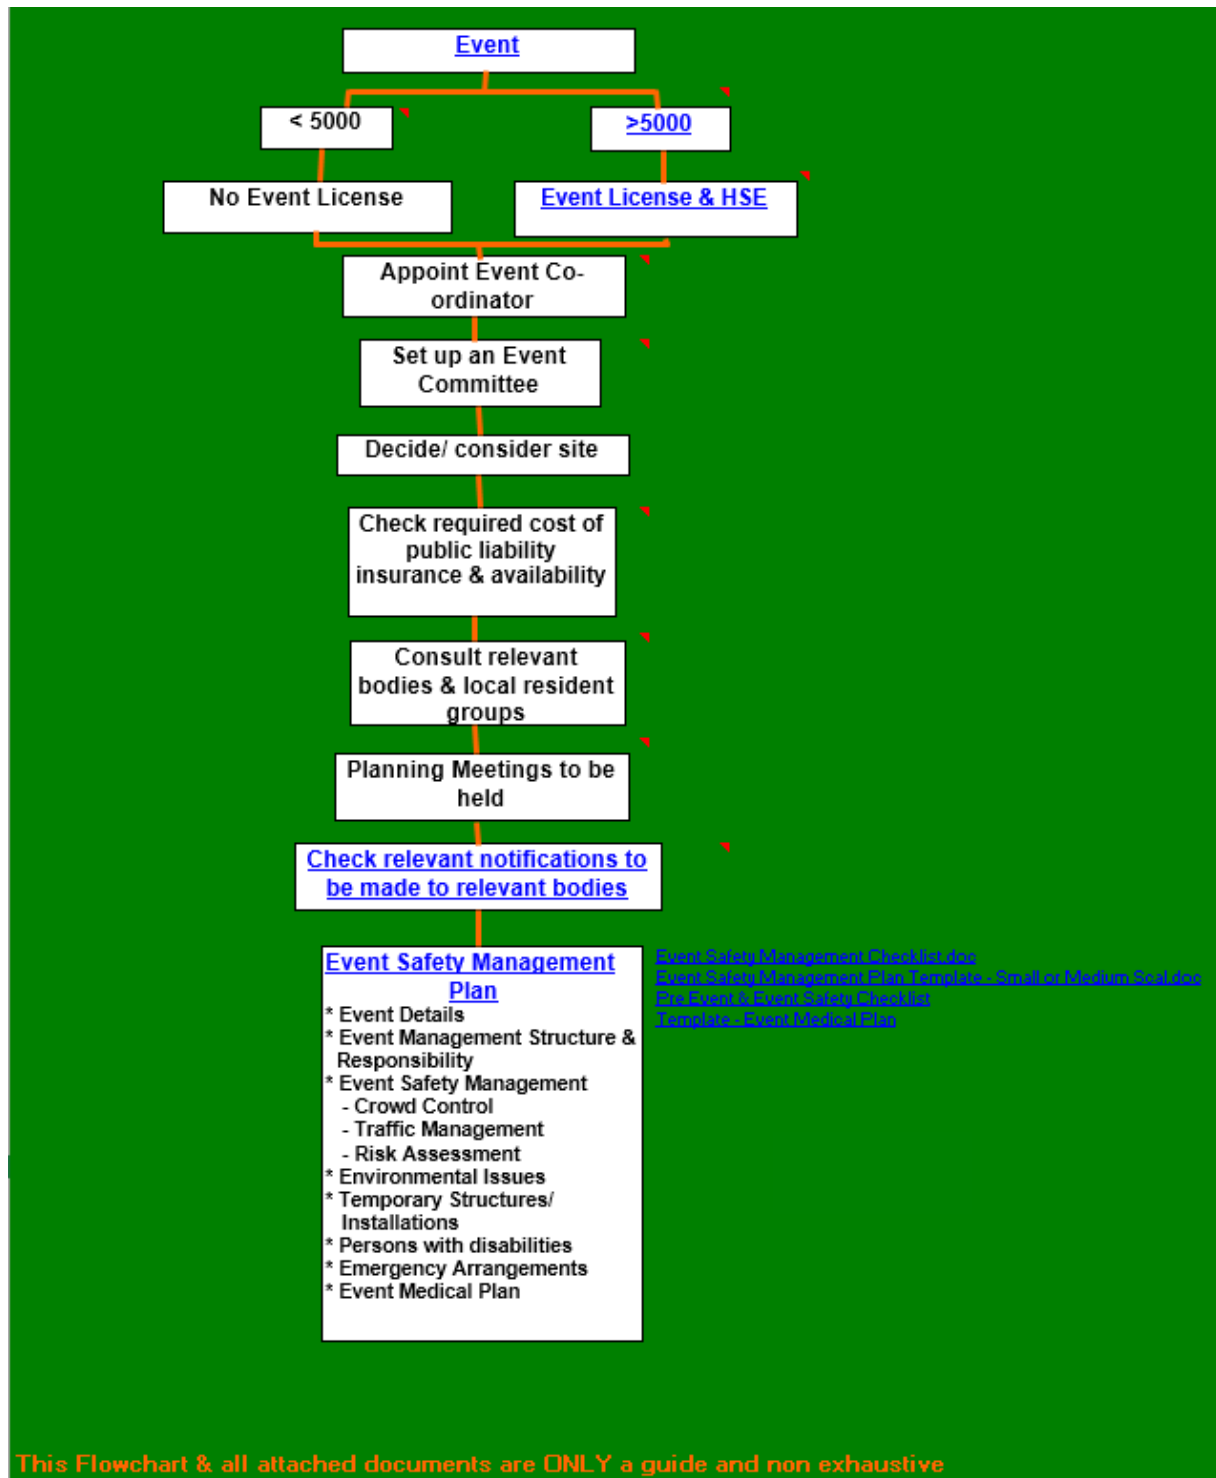 Event
< 5000
>5000
No Event License
Event License & HSE
Appoint Event Co-
ordinator
Set up an Event
Committee
Decide/ consider site
Check required cost of
public liability
insurance & availability
Consult relevant
bodies & local resident
groups
Planning Meetings to be
held
Check relevant notifications to
be made to relevant bodies
Event Safety Management
Plan
* Event Details
* Event Management Structure &
Responsibility
* Event Safety Management
- Crowd Control
- Traffic Management
- Risk Assessment
* Environmental Issues
* Temporary Structures/
Installations
* Persons with disabilities
* Emergency Arrangements
* Event Medical Plan
Event Safety Management Checklist.doc
Event Safety Management Plan Template - Small or Medium Scal.doc
Pre Event & Event Safety Checklist
Template - Event Medical Plan
This Flowchart & all attached documents are ONLY a guide and non exhaustive